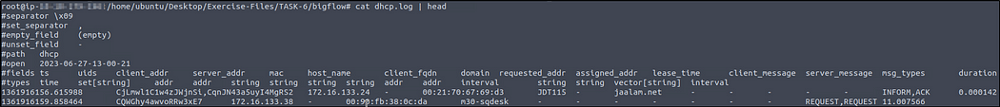 root@ip- :/home/ubuntu/Desktop/Exercise-Files/TASK-6/bigflow# cat dhcp.log | head
#separator \x09
#set_separator ,
#empty_field (empty)
#unset_field -
#path dhcp
#open 2023-06-27-13-00-21
#fields ts uids client_addr server_addr mac host_name client_fqdn domain requested_addr assigned_addr lease_time client_message server_message msg_types duration
#types time set[string] addr addr string string string string addr addr interval string string vector[string] interval
1361916156.615988 CjLmwl1C1w4zJWjnSi,CqnJN43a5uyI4MgRS2 172.16.133.24 - 00:21:70:67:69:d3 JDT115 - jaalam.net - - - - - INFORM,ACK 0.000142
1361916159.858464 CQWGhy4awvoRRw3xE7 172.16.133.38 - 00:90:fb:38:0c:da m30-sqdesk - - - - - - - REQUEST,REQUEST 11.007566